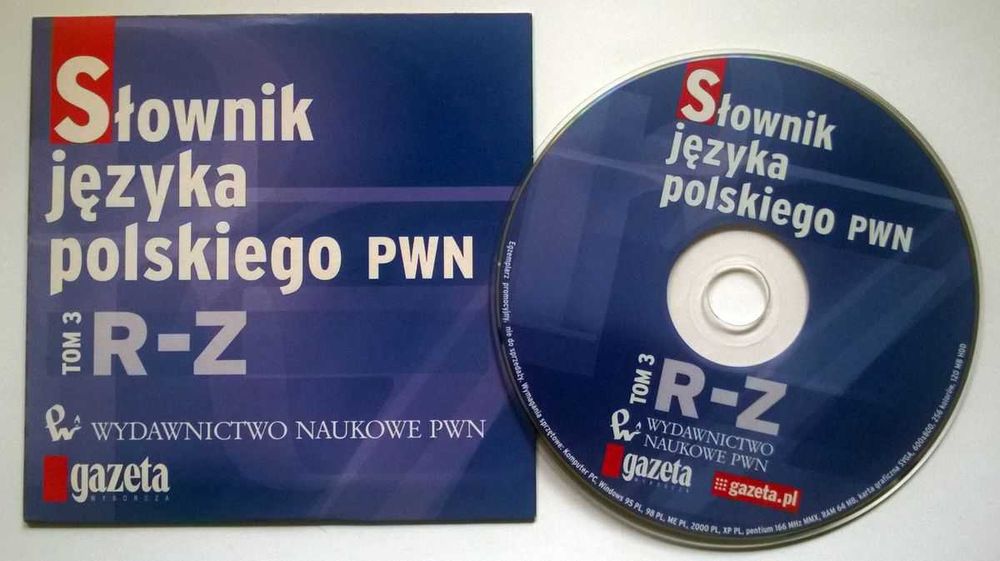 Słownik
języka
polskiego PWN
TOM 3
R-Z
WYDAWNICTWO NAUKOWE PWN
gazeta
WYBORCZA
Słownik
języka
polskiego PWN
TOM 3
R-Z
WYDAWNICTWO
NAUKOWE PWN
gazeta
WYBORCZA
gazeta.pl
Egzemplarz promocyjny, nie do sprzedaży. Wymagania sprzętowe: Komputer PC, Windows 95 PL, 98 PL, ME PL, 2000 PL, XP PL, pentium 166 MHz MMX, RAM 64 MB, karta graficzna SVGA, 600x800, 256 kolorów, 120 MB HDD